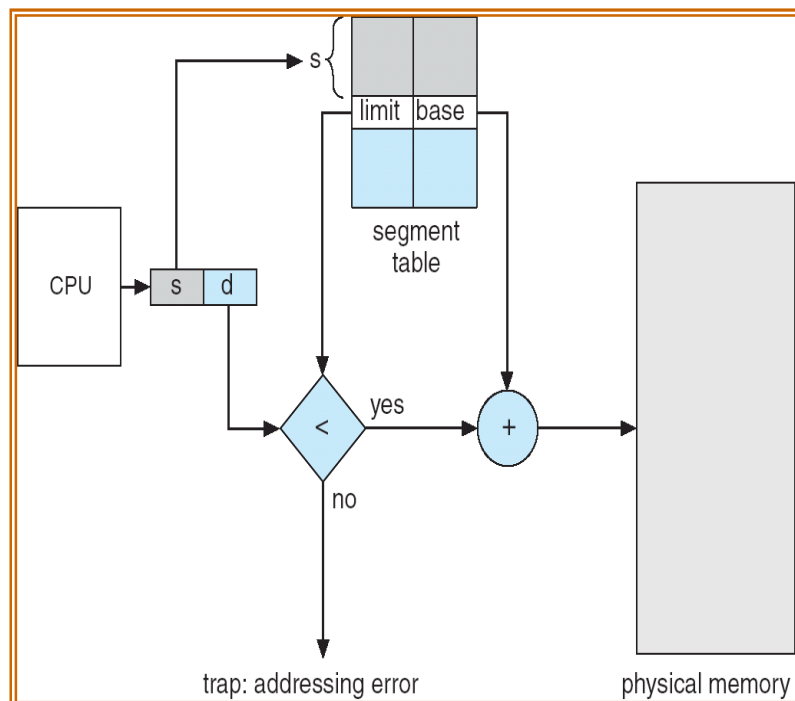 s
limit base
segment
table
CPU
s d
yes
<
+
no
trap: addressing error
physical memory